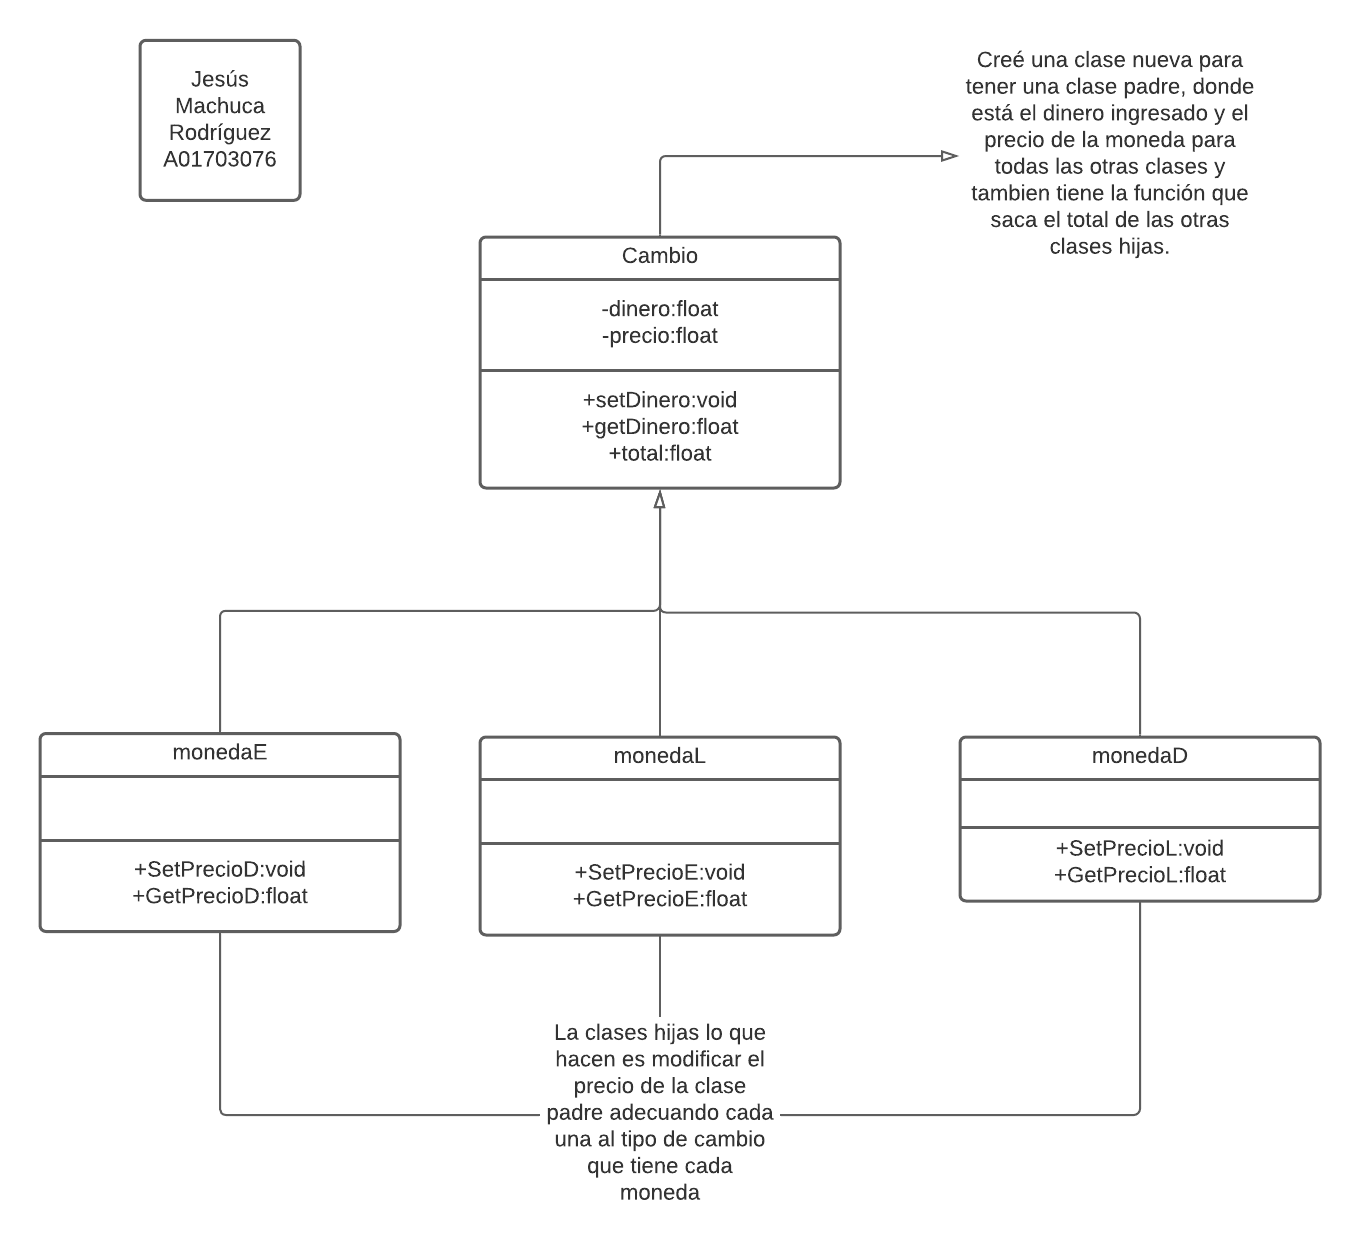 Jesús
Machuca
Rodríguez
A01703076
Creé una clase nueva para
tener una clase padre, donde
está el dinero ingresado y el
precio de la moneda para
todas las otras clases y
tambien tiene la función que
saca el total de las otras
clases hijas.
Cambio
-dinero:float
-precio:float
+setDinero:void
+getDinero:float
+total:float
monedaE
+SetPrecioD:void
+GetPrecioD:float
monedaL
+SetPrecioE:void
+GetPrecioE:float
monedaD
+SetPrecioL:void
+GetPrecioL:float
La clases hijas lo que
hacen es modificar el
precio de la clase
padre adecuando cada
una al tipo de cambio
que tiene cada
moneda